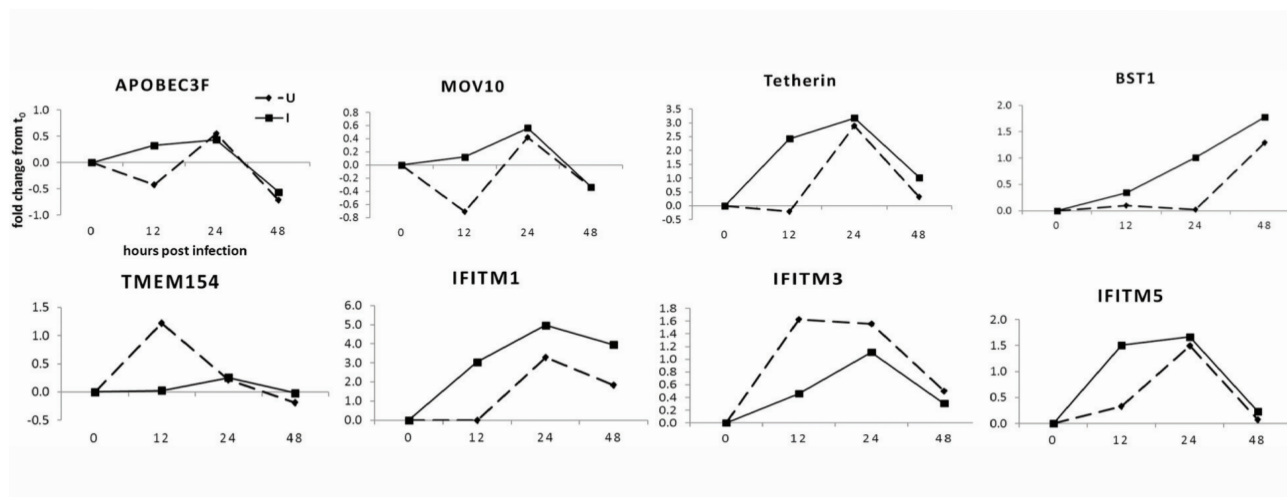 APOBEC3F
U
I
fold change from t₀
1.0
0.5
0.0
-0.5
-1.0
0 12 24 48
hours post infection
MOV10
0.8
0.6
0.4
0.2
0.0
-0.2
-0.4
-0.6
-0.8
0 12 24 48
Tetherin
3.5
3.0
2.5
2.0
1.5
1.0
0.5
0.0
-0.5
0 12 24 48
BST1
2.0
1.5
1.0
0.5
0.0
0 12 24 48
TMEM154
1.5
1.0
0.5
0.0
-0.5
0 12 24 48
IFITM1
6.0
5.0
4.0
3.0
2.0
1.0
0.0
0 12 24 48
IFITM3
1.8
1.6
1.4
1.2
1.0
0.8
0.6
0.4
0.2
0.0
0 12 24 48
IFITM5
2.0
1.5
1.0
0.5
0.0
0 12 24 48